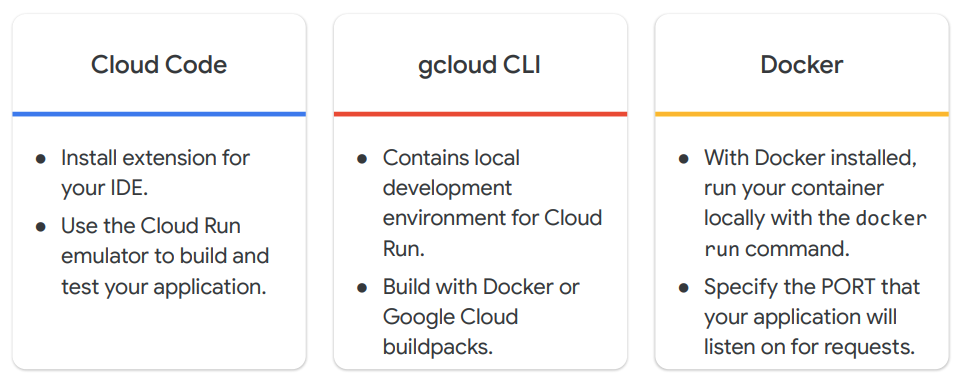 Cloud Code
● Install extension for
your IDE.
● Use the Cloud Run
emulator to build and
test your application.
gcloud CLI
● Contains local
development
environment for Cloud
Run.
● Build with Docker or
Google Cloud
buildpacks.
Docker
● With Docker installed,
run your container
locally with the docker
run command.
● Specify the PORT that
your application will
listen on for requests.